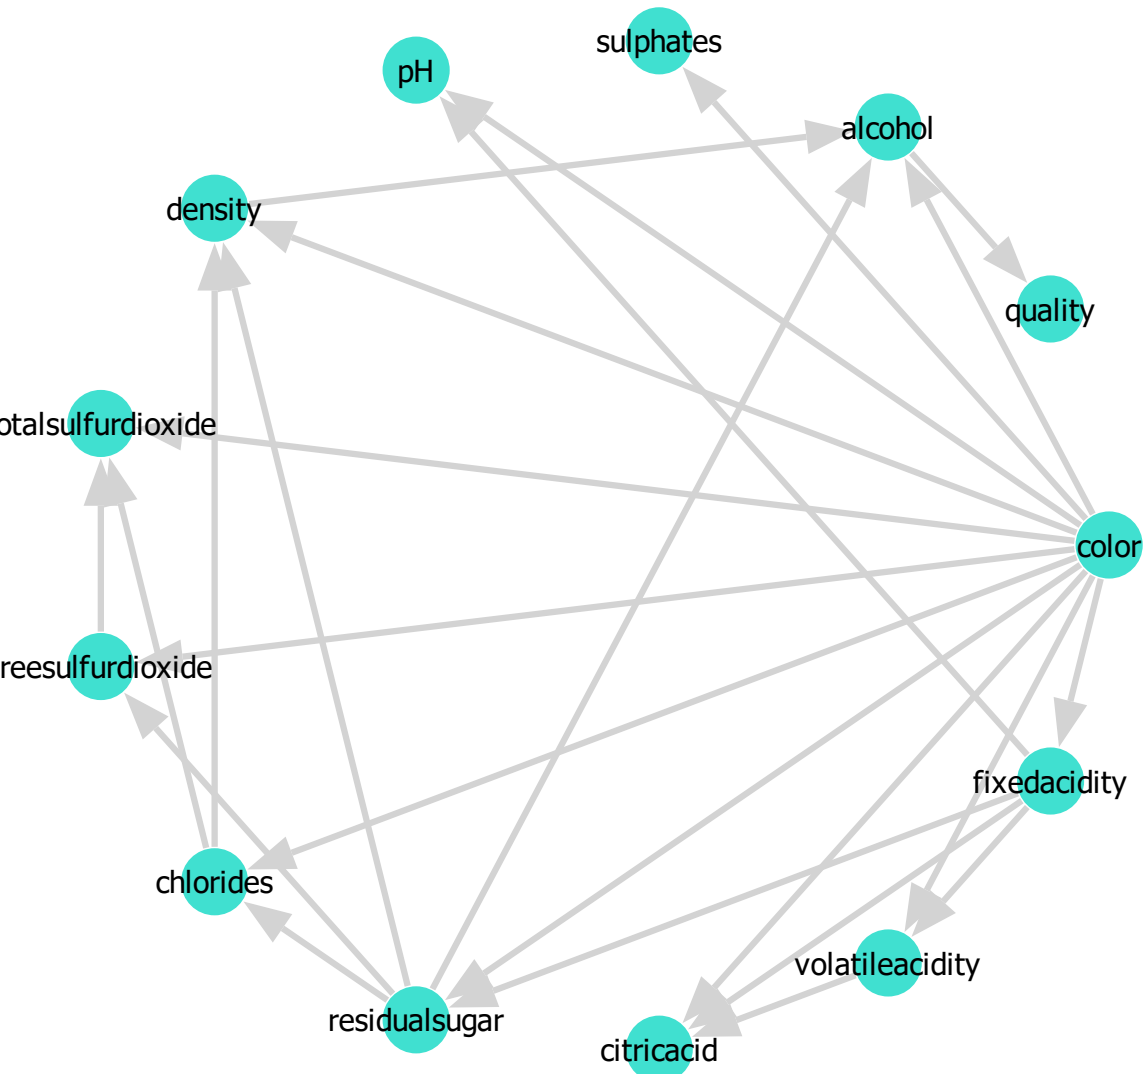 sulphates
pH
alcohol
density
quality
otalsulfurdioxide
color
reesulfurdioxide
fixedacidity
chlorides
volatileacidity
residualsugar
citricacid